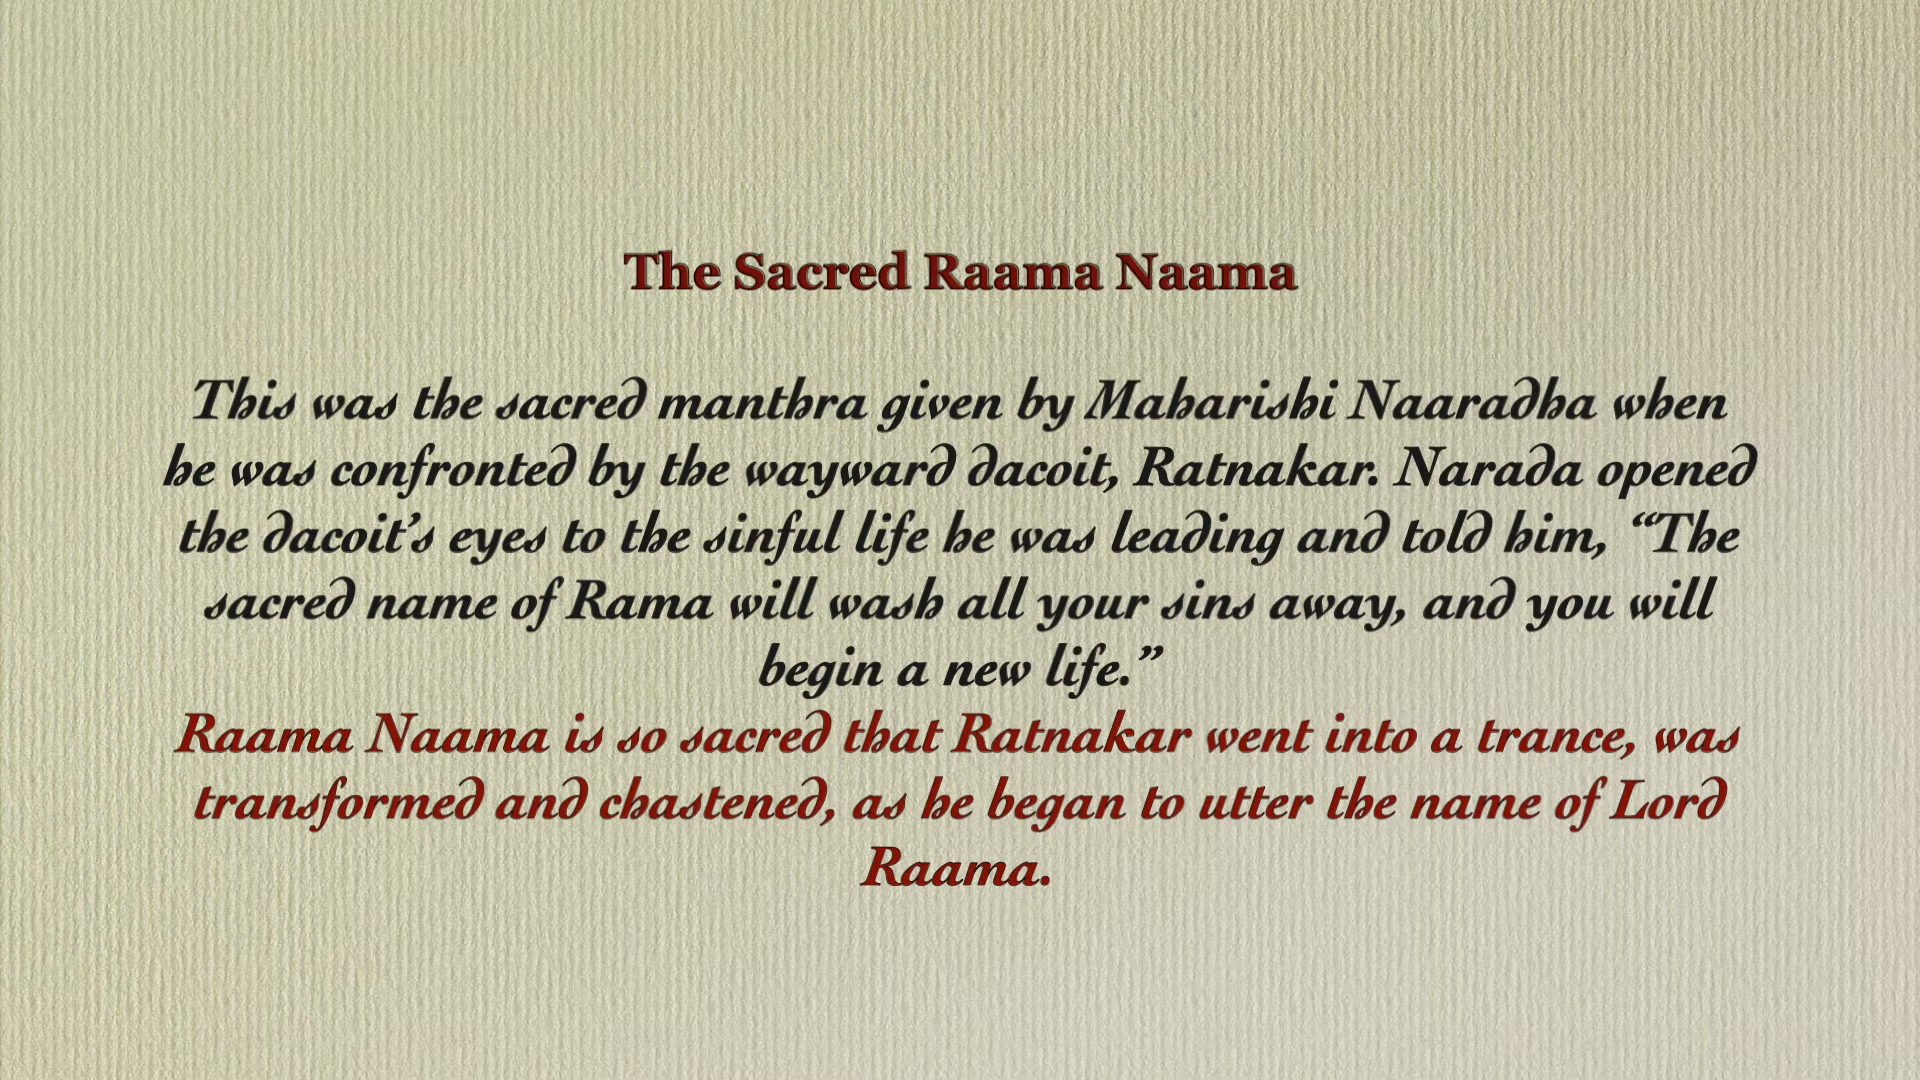 The Sacred Raama Naama
This was the sacred manthra given by Maharishi Naaradha when
he was confronted by the wayward dacoit, Ratnakar. Narada opened
the dacoit’s eyes to the sinful life he was leading and told him, “The
sacred name of Rama will wash all your sins away, and you will
begin a new life.”
Raama Naama is so sacred that Ratnakar went into a trance, was
transformed and chastened, as he began to utter the name of Lord
Raama.